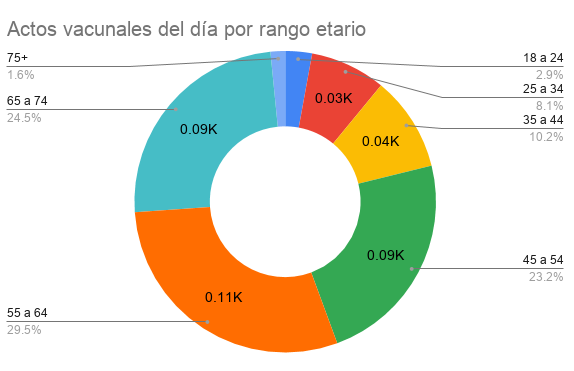 Actos vacunales del día por rango etario
75+
1.6%
65 a 74
24.5%
55 a 64
29.5%
18 a 24
2.9%
25 a 34
8.1%
35 a 44
10.2%
45 a 54
23.2%
0.03K
0.04K
0.09K
0.11K
0.09K